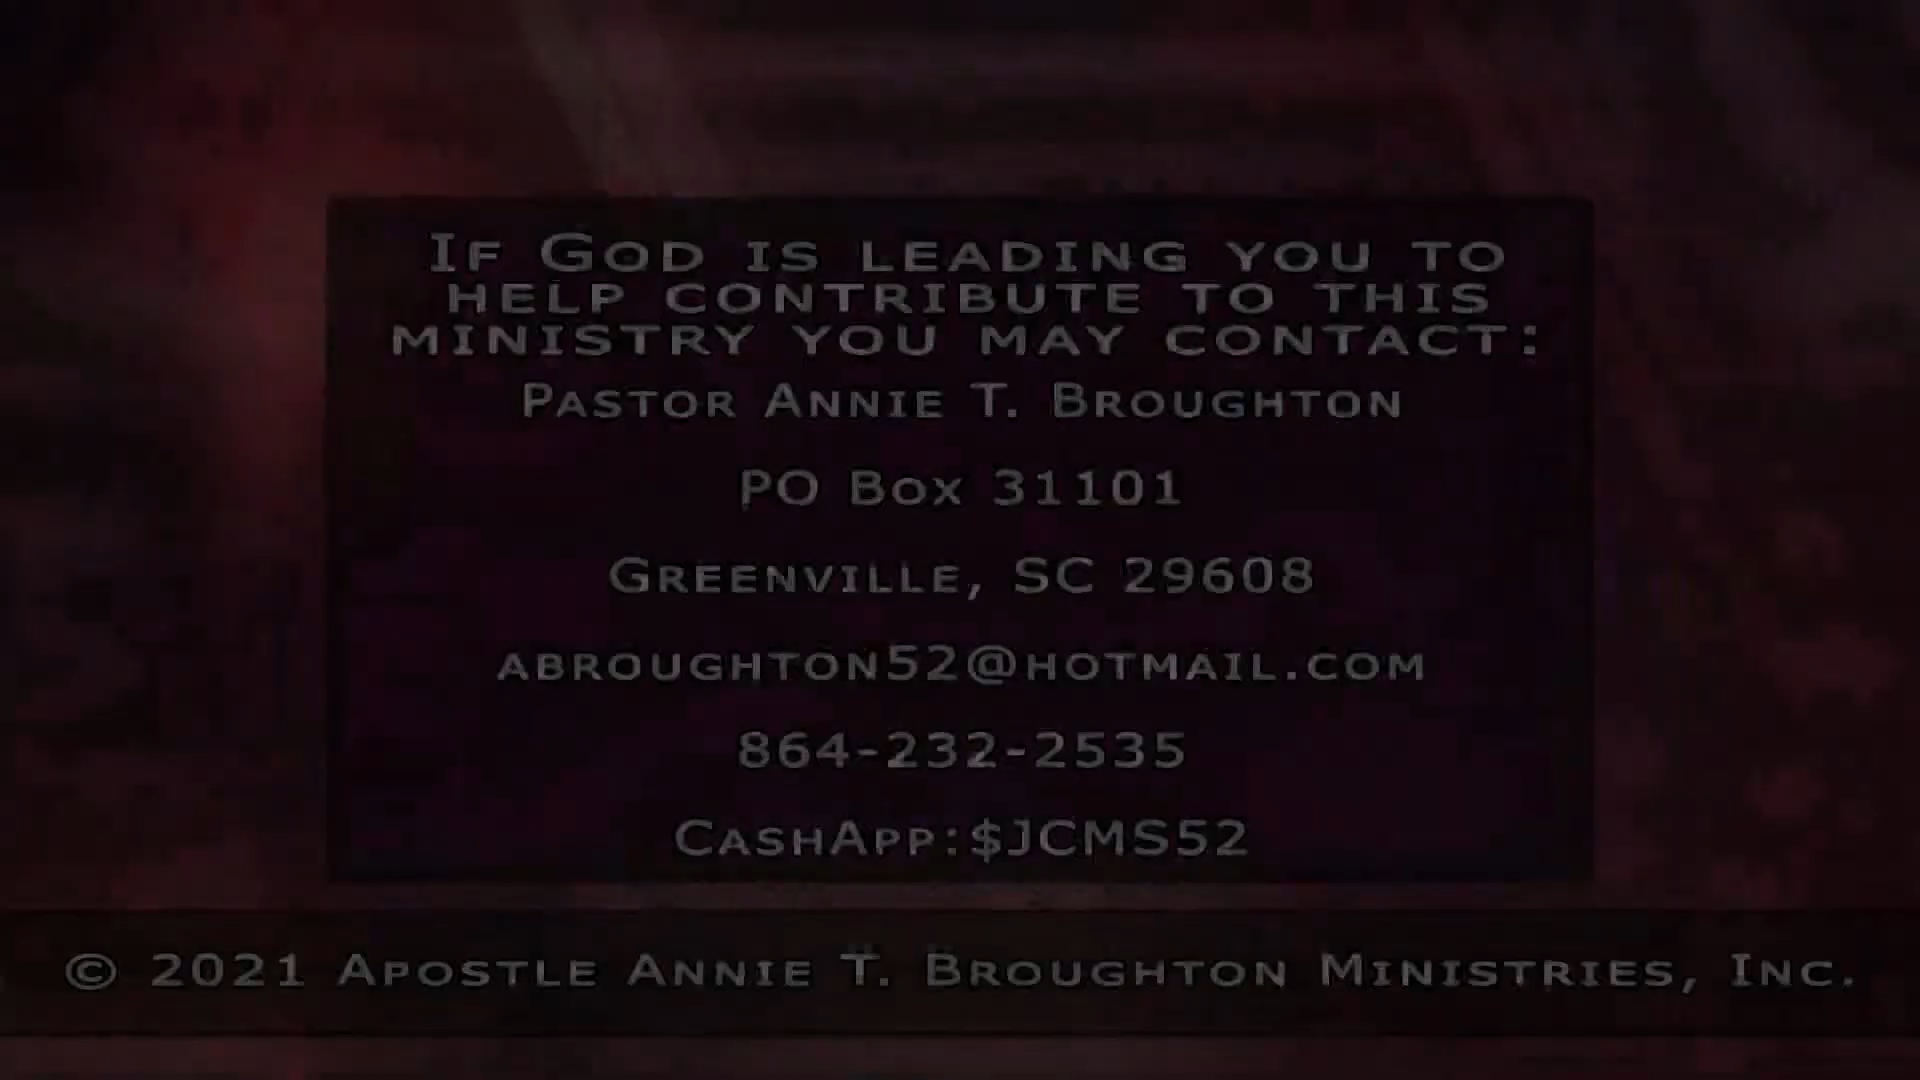 If God is leading you to
help contribute to this
ministry you may contact:
Pastor Annie T. Broughton
PO Box 31101
Greenville, SC 29608
abroughton52@hotmail.com
864-232-2535
CashApp:$JCMS52
© 2021 Apostle Annie T. Broughton Ministries, Inc.